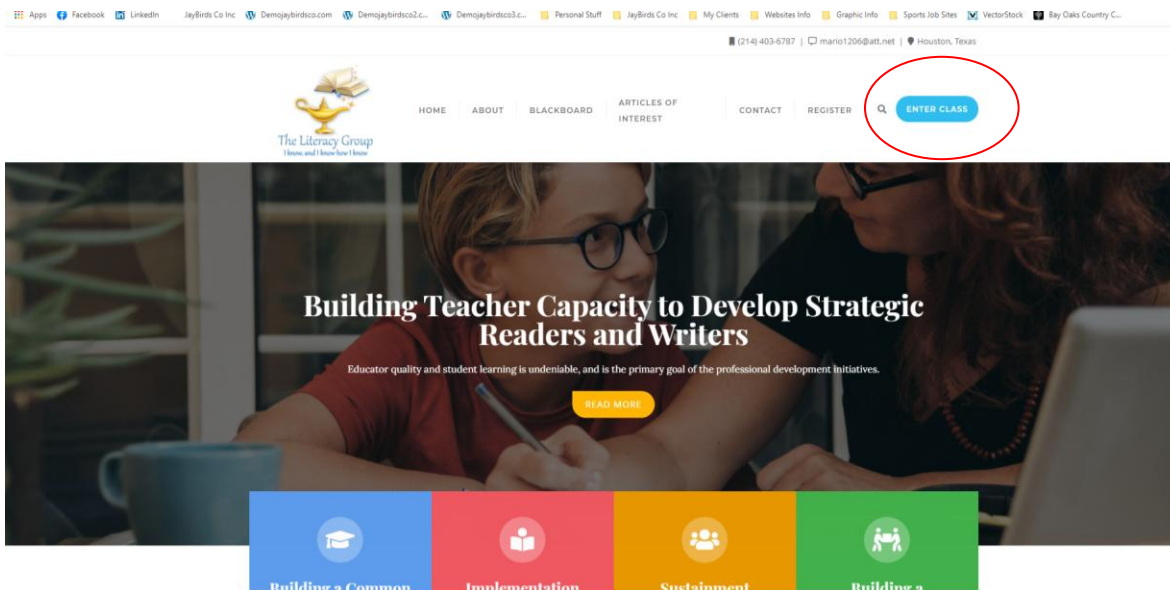 Apps Facebook LinkedIn JayBirds Co Inc Demojaybirdsco.com Demojaybirdsco2.c... Demojaybirdsco3.c... Personal Stuff JayBirds Co Inc My Clients Websites Info Graphic Info Sports Job Sites VectorStock Bay Oaks Country C...
(214) 403-6787 | mario1206@att.net | Houston, Texas
The Literacy Group
I know, and I know how I know
HOME ABOUT BLACKBOARD ARTICLES OF INTEREST CONTACT REGISTER ENTER CLASS
Building Teacher Capacity to Develop Strategic
Readers and Writers
Educator quality and student learning is undeniable, and is the primary goal of the professional development initiatives.
READ MORE
Building a Common Implementation Sustainment Building a